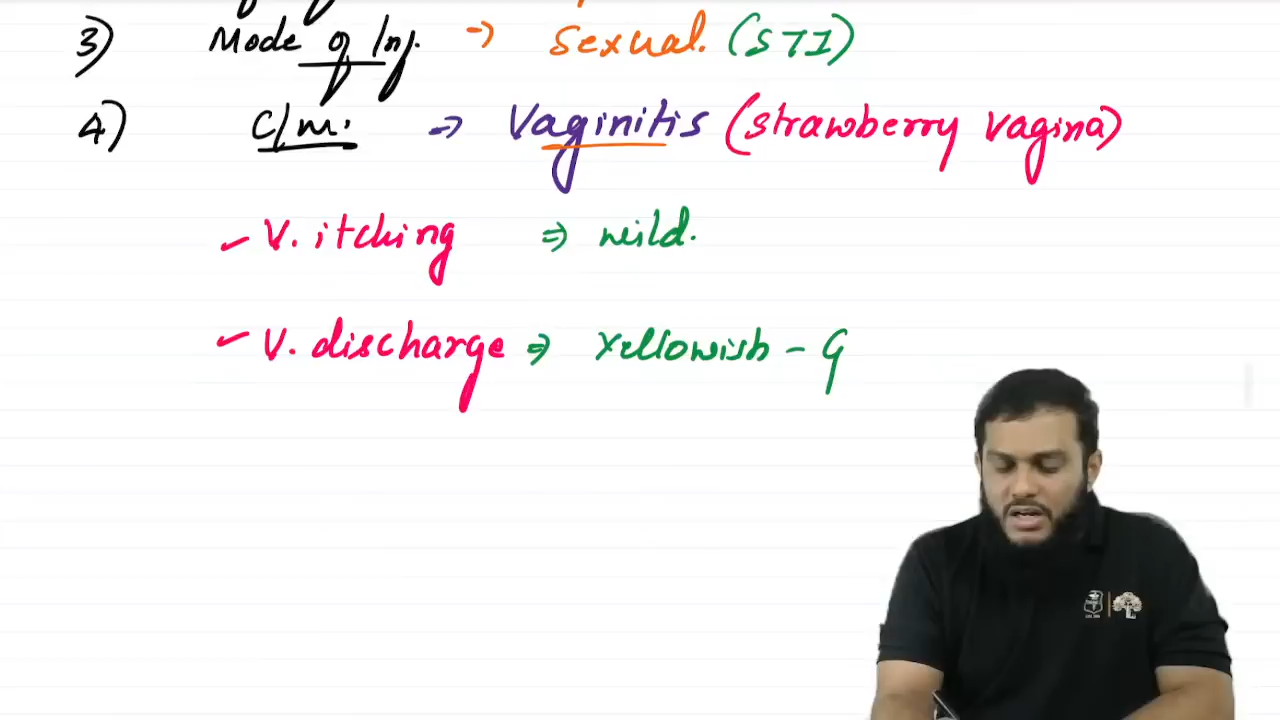 3) Mode of Inf. → Sexual. (STI)
4) C/m. ⇒ Vaginitis (strawberry vagina)
✓ V. itching ⇒ mild.
✓ V. discharge ⇒ Yellowish - G